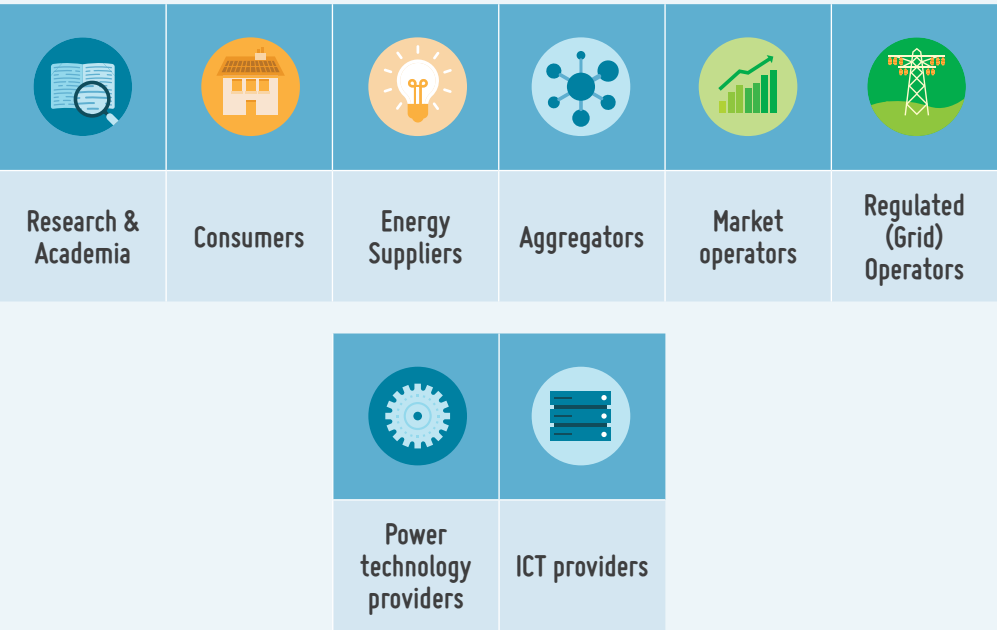 Research &
Academia
Consumers
Energy
Suppliers
Aggregators
Market
operators
Regulated
(Grid)
Operators
Power
technology
providers
ICT providers